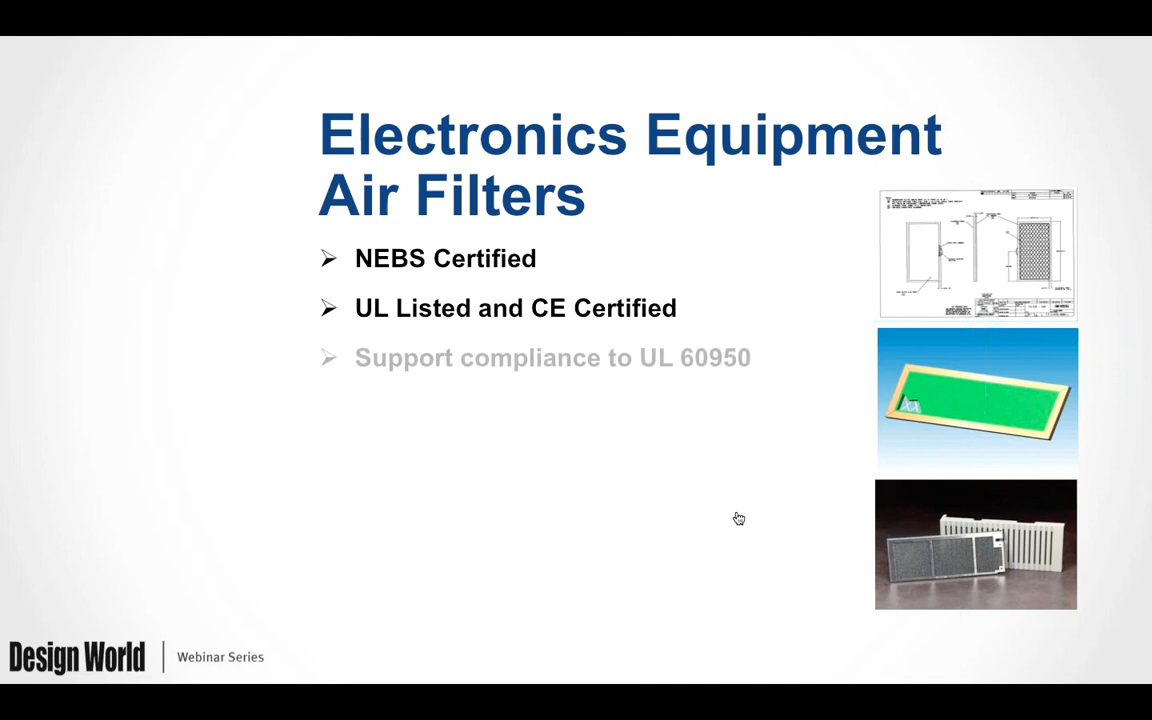 Electronics Equipment
Air Filters
NEBS Certified
UL Listed and CE Certified
Support compliance to UL 60950
Design World
Webinar Series